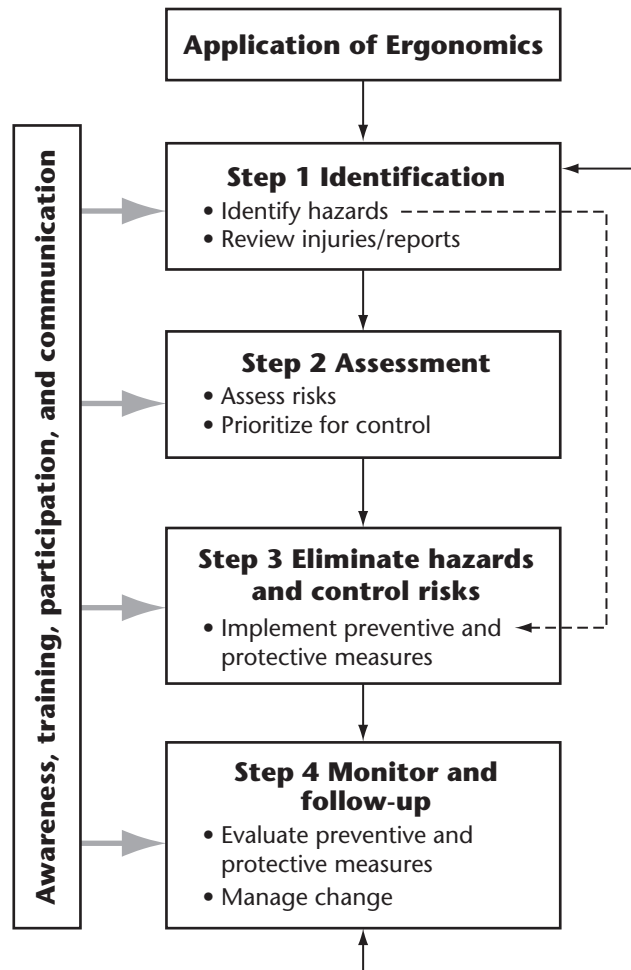 Application of Ergonomics
Awareness, training, participation, and communication
Step 1 Identification
• Identify hazards
• Review injuries/reports
Step 2 Assessment
• Assess risks
• Prioritize for control
Step 3 Eliminate hazards
and control risks
• Implement preventive and
protective measures
Step 4 Monitor and
follow-up
• Evaluate preventive and
protective measures
• Manage change